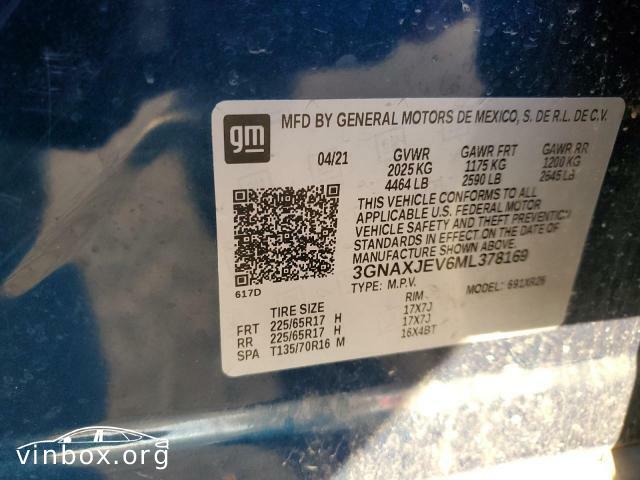 gm
MFD BY GENERAL MOTORS DE MEXICO, S. DE R.L. DE C.V.
04/21 GVWR GAWR FRT GAWR RR
2025 KG 1175 KG 1200 KG
4464 LB 2590 LB 2645 LB
THIS VEHICLE CONFORMS TO ALL
APPLICABLE U.S. FEDERAL MOTOR
VEHICLE SAFETY AND THEFT PREVENTION
STANDARDS IN EFFECT ON THE DATE OF
MANUFACTURE SHOWN ABOVE.
3GNAXJEV6ML378169
617D
TYPE: M.P.V. MODEL: 691XR26
TIRE SIZE RIM
FRT 225/65R17 H 17X7J
RR 225/65R17 H 17X7J
SPA T135/70R16 M 16X4BT
vinbox.org